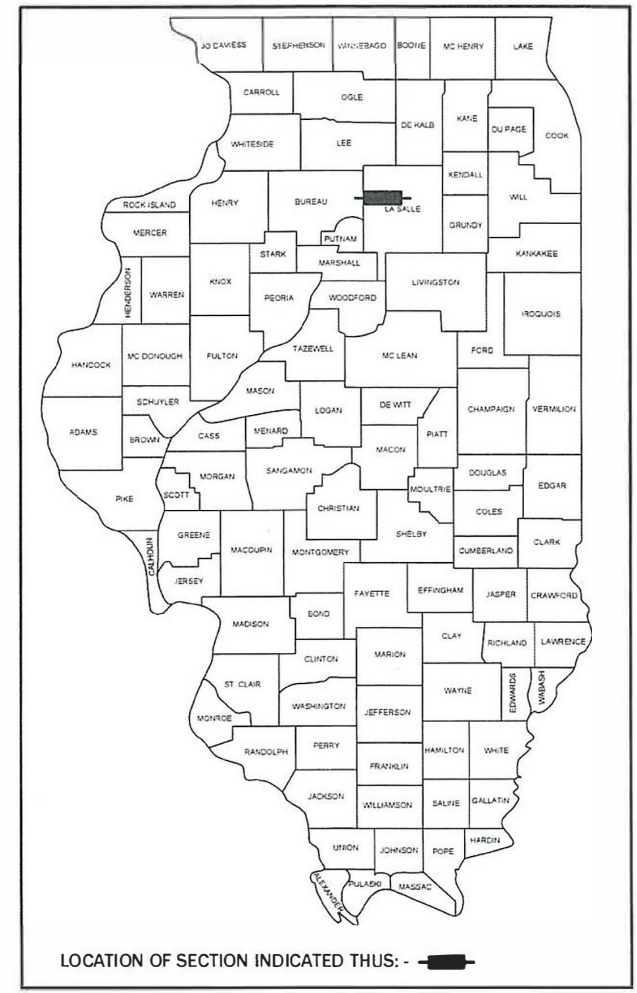 JO DAVIESS STEPHENSON WINNEBAGO BOONE MC HENRY LAKE
CARROLL OGLE
DE KALB KANE DU PAGE COOK
WHITESIDE LEE
KENDALL
ROCK ISLAND HENRY BUREAU LA SALLE WILL
MERCER PUTNAM GRUNDY
STARK MARSHALL KANKAKEE
HENDERSON WARREN KNOX PEORIA WOODFORD LIVINGSTON
IROQUOIS
HANCOCK MC DONOUGH FULTON TAZEWELL MC LEAN FORD
MASON
SCHUYLER LOGAN DE WITT CHAMPAIGN VERMILION
ADAMS BROWN CASS MENARD PIATT
MACON
MORGAN SANGAMON DOUGLAS
PIKE SCOTT MOULTRIE EDGAR
CHRISTIAN COLES
GREENE SHELBY CLARK
CALHOUN MACOUPIN MONTGOMERY CUMBERLAND
JERSEY FAYETTE EFFINGHAM JASPER CRAWFORD
MADISON BOND
CLAY RICHLAND LAWRENCE
CLINTON MARION
ST CLAIR WAYNE EDWARDS WABASH
WASHINGTON JEFFERSON
MONROE
RANDOLPH PERRY HAMILTON WHITE
FRANKLIN
JACKSON WILLIAMSON SALINE GALLATIN
UNION JOHNSON POPE HARDIN
ALEXANDER PULASKI MASSAC
LOCATION OF SECTION INDICATED THUS: -